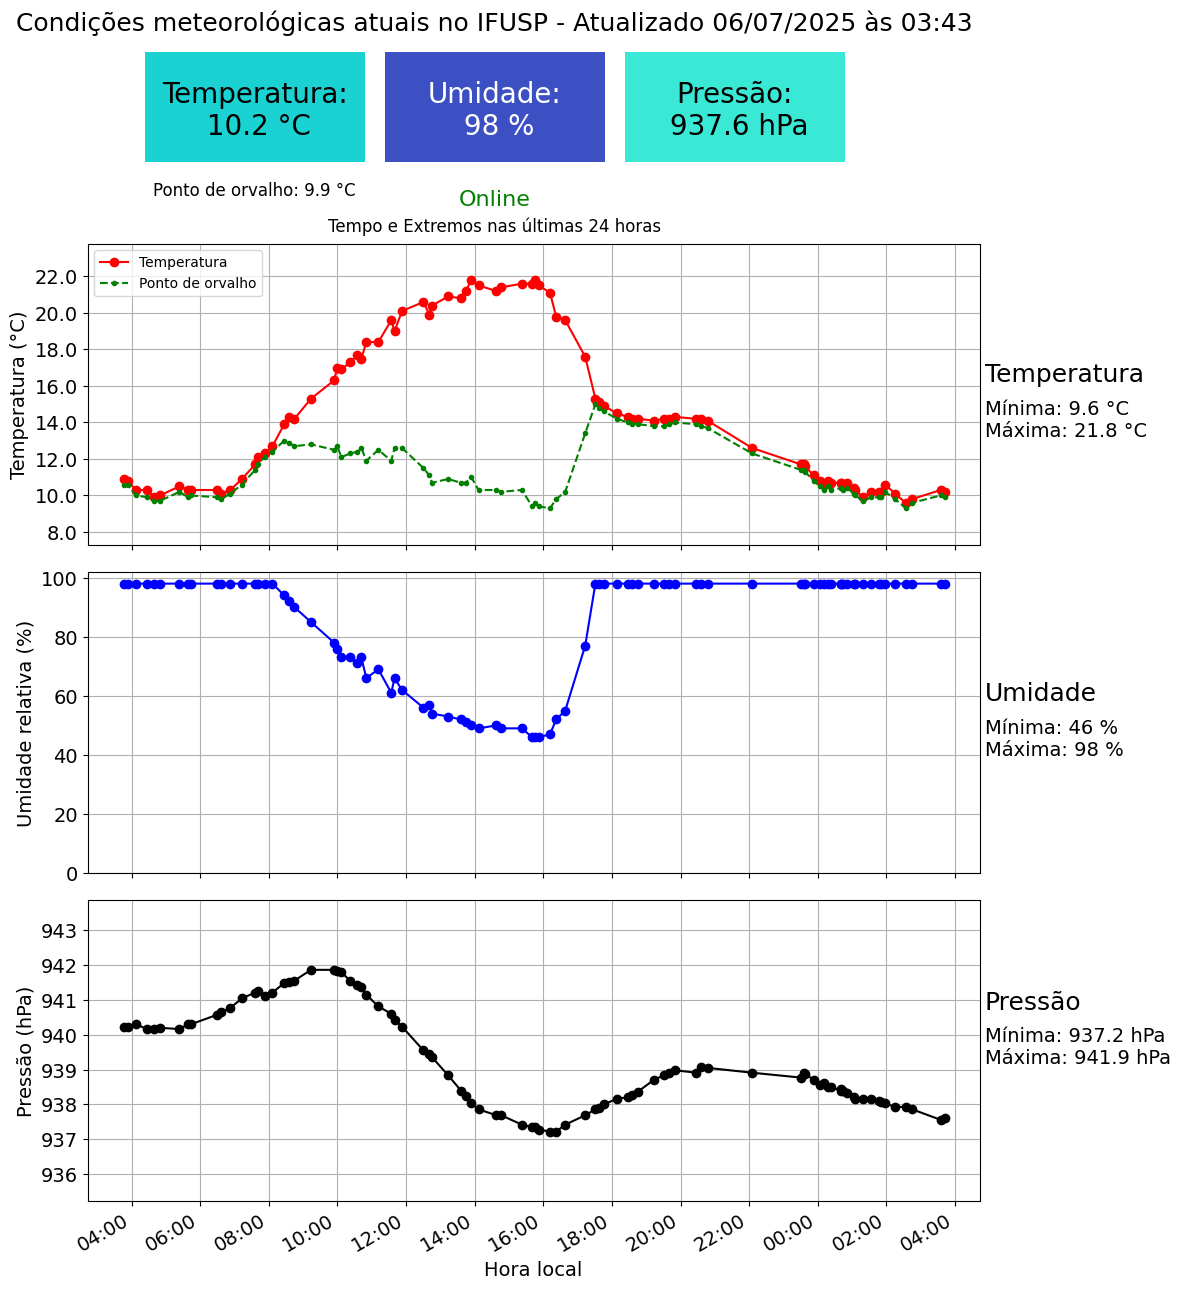 Condições meteorológicas atuais no IFUSP - Atualizado 06/07/2025 às 03:43
Temperatura:
10.2 °C
Umidade:
98 %
Pressão:
937.6 hPa
Ponto de orvalho: 9.9 °C
Online
Tempo e Extremos nas últimas 24 horas
Temperatura
Ponto de orvalho
Temperatura (°C)
22.0
20.0
18.0
16.0
14.0
12.0
10.0
8.0
Temperatura
Mínima: 9.6 °C
Máxima: 21.8 °C
Umidade relativa (%)
100
80
60
40
20
0
Umidade
Mínima: 46 %
Máxima: 98 %
Pressão (hPa)
943
942
941
940
939
938
937
936
Pressão
Mínima: 937.2 hPa
Máxima: 941.9 hPa
04:00 06:00 08:00 10:00 12:00 14:00 16:00 18:00 20:00 22:00 00:00 02:00 04:00
Hora local